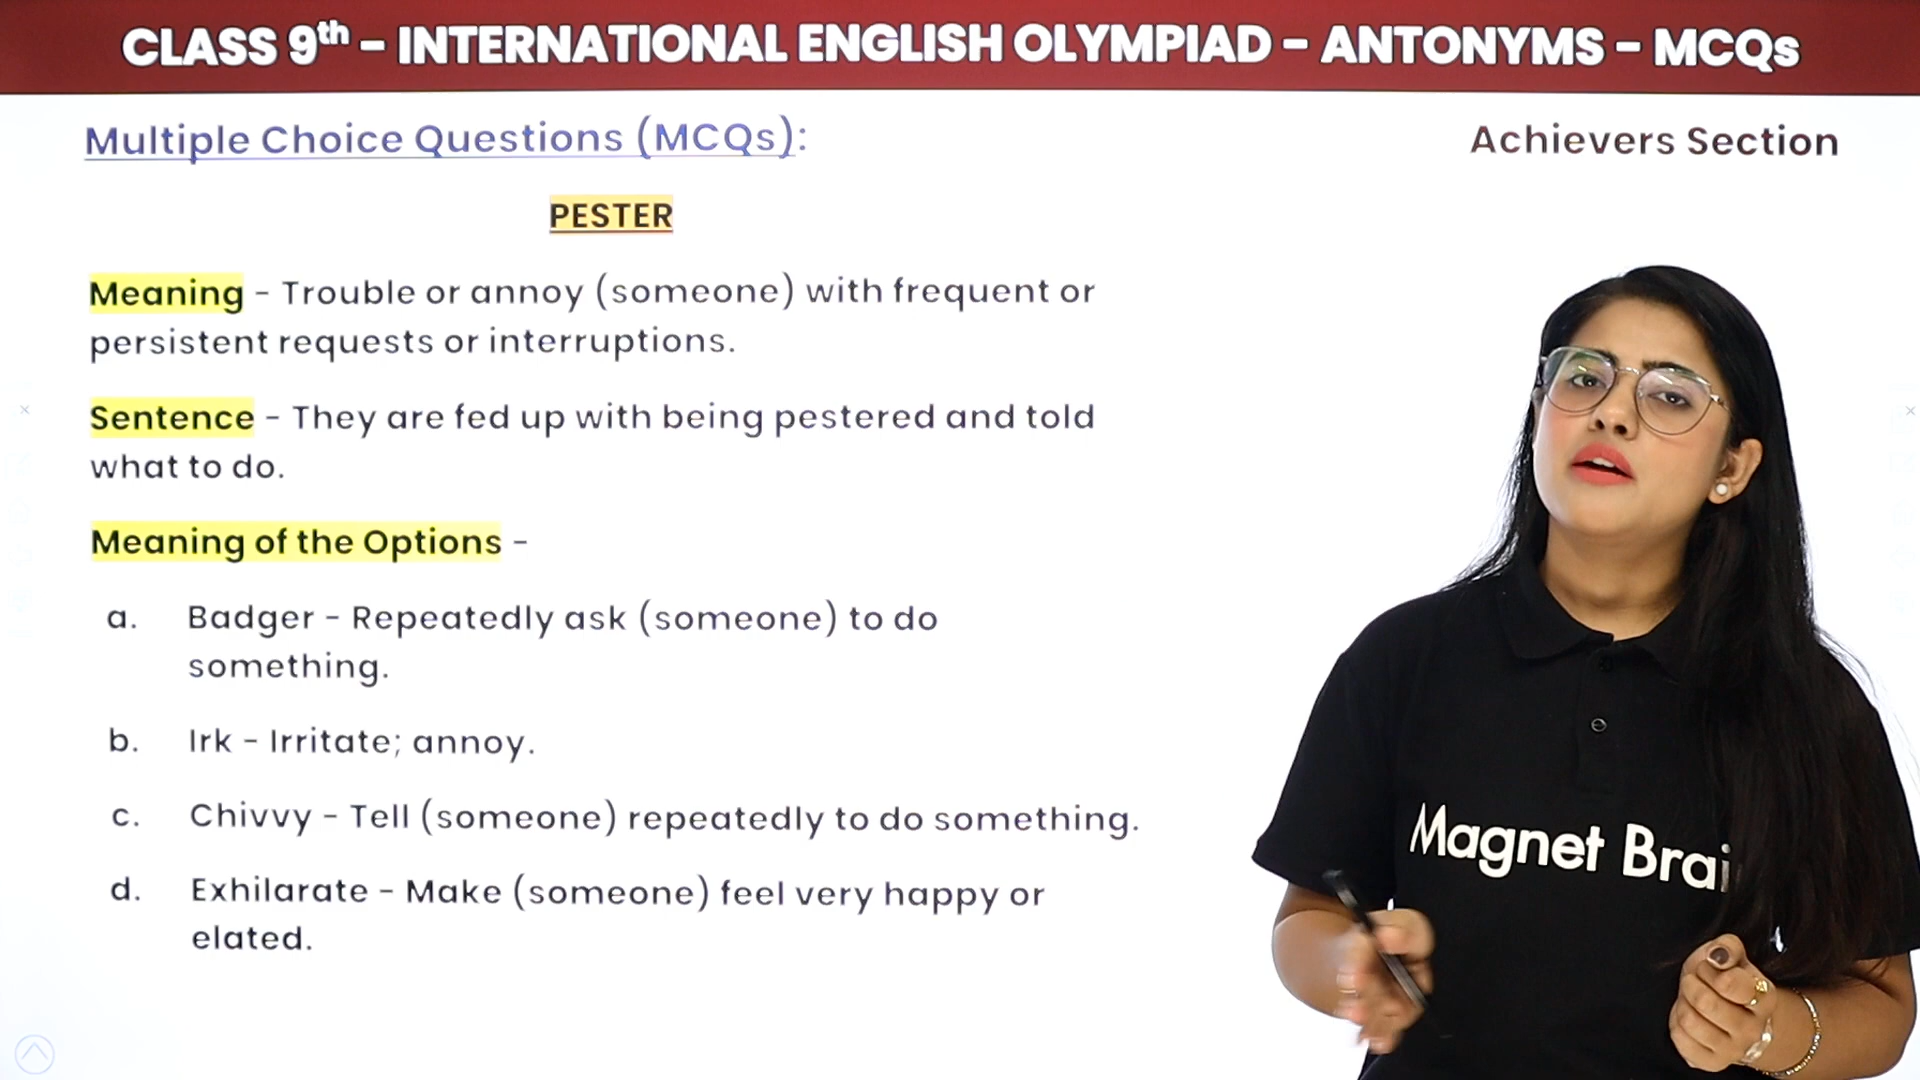 CLASS 9th – INTERNATIONAL ENGLISH OLYMPIAD – ANTONYMS – MCQs
Multiple Choice Questions (MCQs):
Achievers Section
PESTER
Meaning – Trouble or annoy (someone) with frequent or
persistent requests or interruptions.
Sentence – They are fed up with being pestered and told
what to do.
Meaning of the Options –
a. Badger – Repeatedly ask (someone) to do
something.
b. Irk – Irritate; annoy.
c. Chivvy – Tell (someone) repeatedly to do something.
d. Exhilarate – Make (someone) feel very happy or
elated.
Magnet Brai